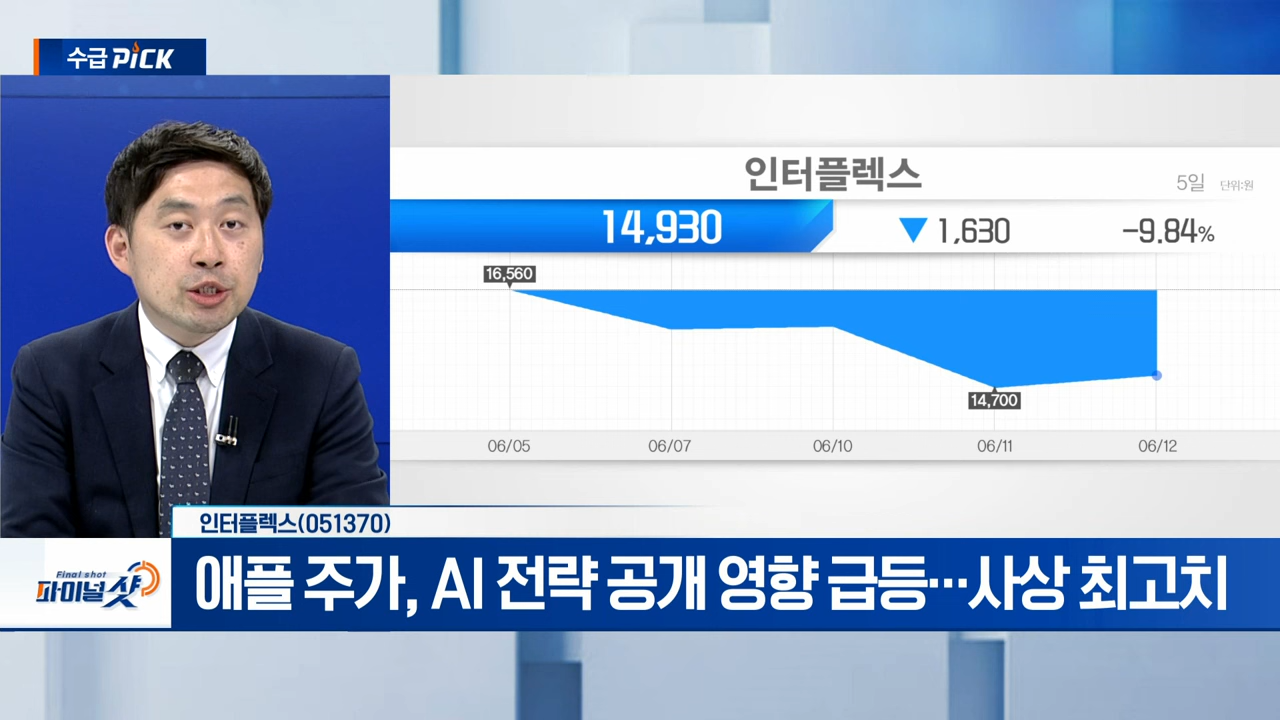 수급 PiCK
인터플렉스
5일 단위:원
14,930 ▼ 1,630 -9.84%
16,560
14,700
06/05 06/07 06/10 06/11 06/12
인터플렉스(051370)
Final shot
파이널샷
애플 주가, AI 전략 공개 영향 급등…사상 최고치